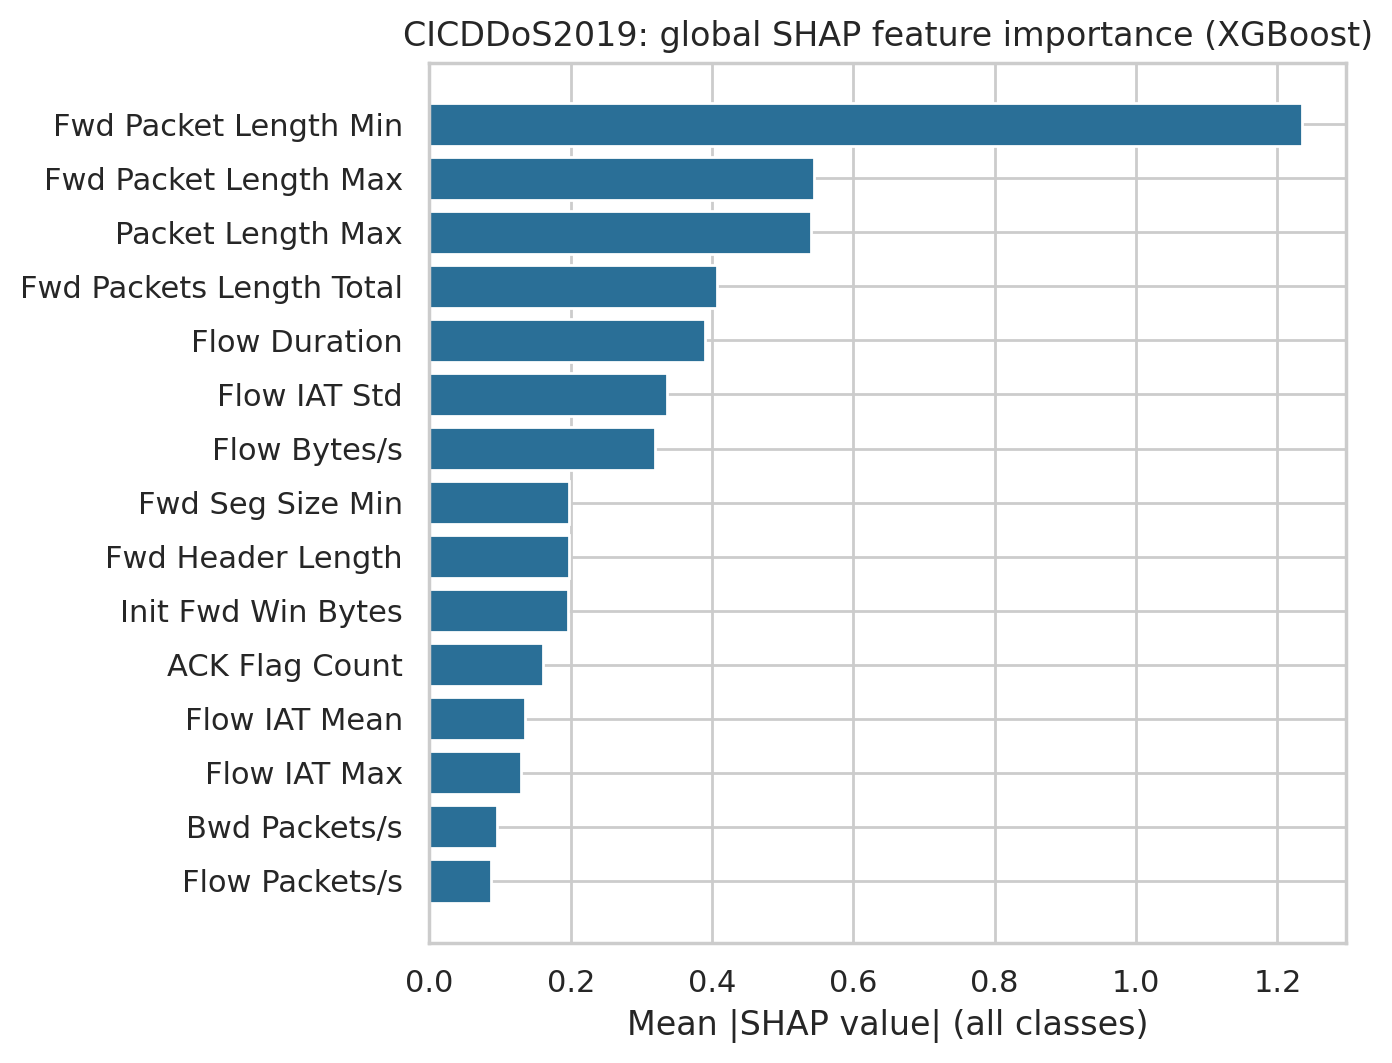 CICDDoS2019: global SHAP feature importance (XGBoost)
Fwd Packet Length Min
Fwd Packet Length Max
Packet Length Max
Fwd Packets Length Total
Flow Duration
Flow IAT Std
Flow Bytes/s
Fwd Seg Size Min
Fwd Header Length
Init Fwd Win Bytes
ACK Flag Count
Flow IAT Mean
Flow IAT Max
Bwd Packets/s
Flow Packets/s
0.0 0.2 0.4 0.6 0.8 1.0 1.2
Mean |SHAP value| (all classes)